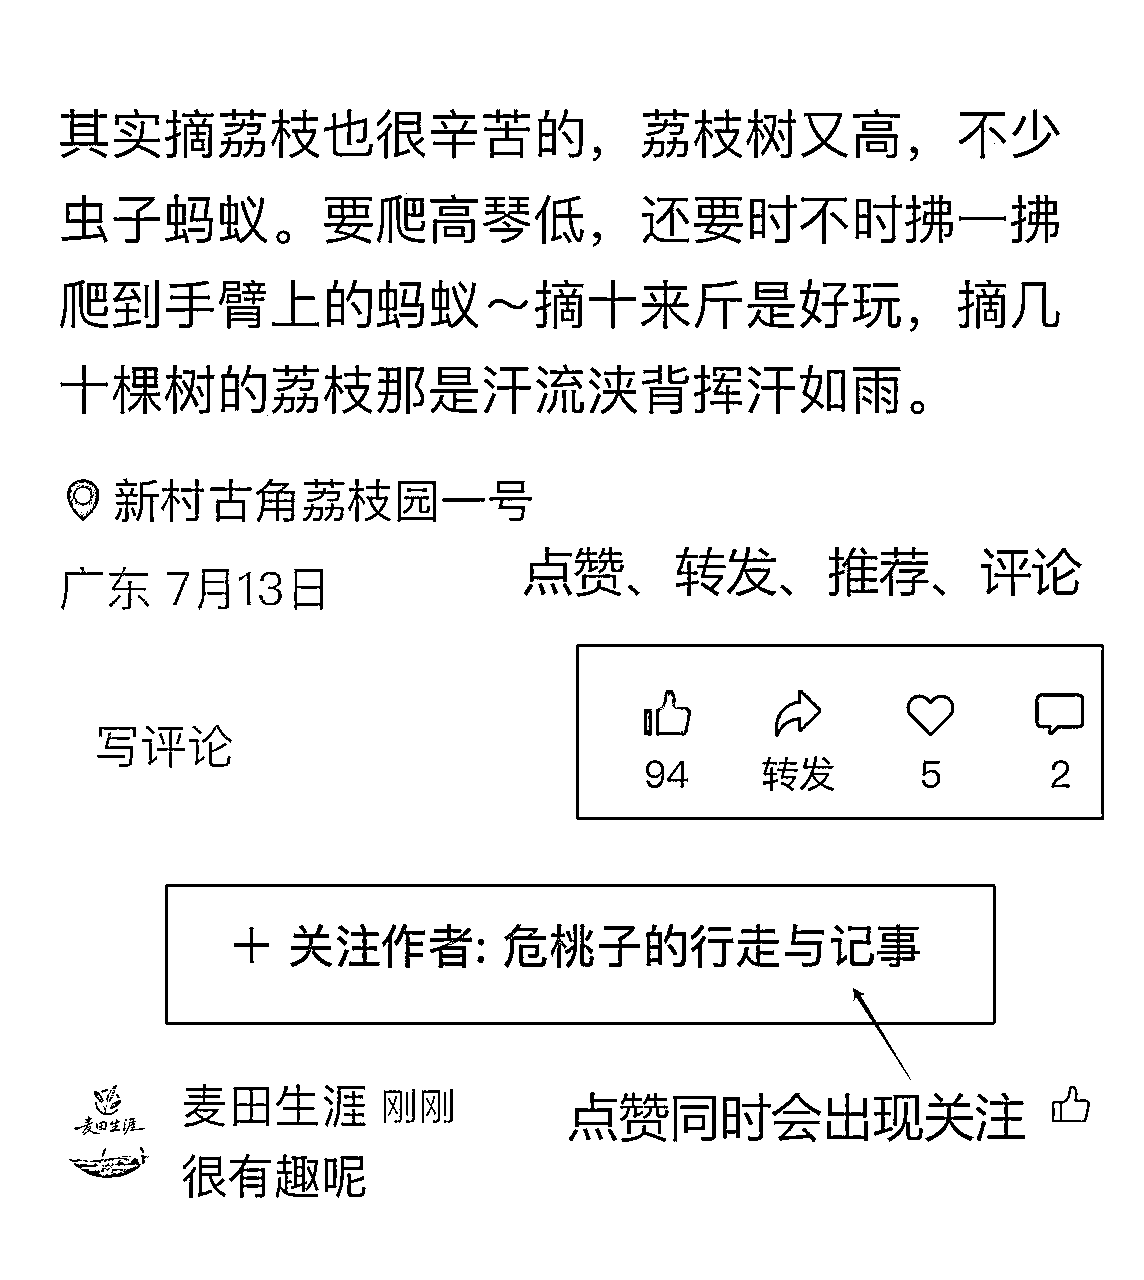 其实摘荔枝也很辛苦的，荔枝树又高，不少
虫子蚂蚁。要爬高琴低，还要时不时拂一拂
爬到手臂上的蚂蚁～摘十来斤是好玩，摘几
十棵树的荔枝那是汗流浃背挥汗如雨。
新村古角荔枝园一号
广东 7月13日
点赞、转发、推荐、评论
写评论
94 转发 5 2
＋ 关注作者: 危桃子的行走与记事
麦田生涯 刚刚
点赞同时会出现关注
麦田生涯
很有趣呢